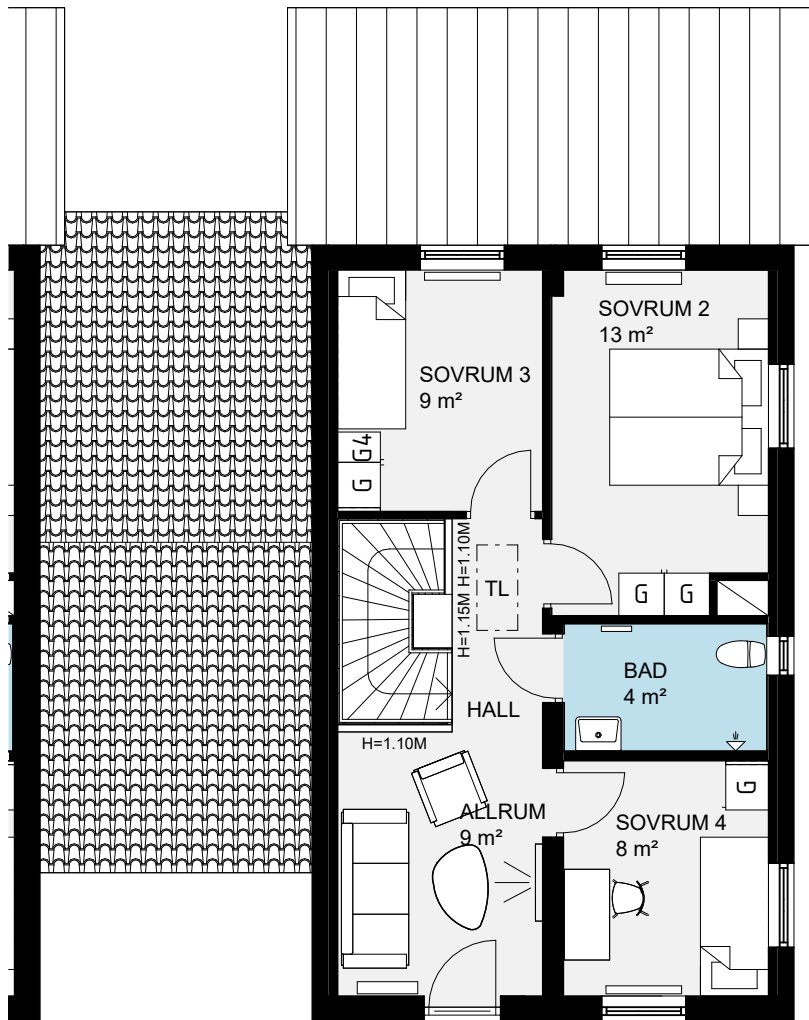 SOVRUM 2
13 m²
SOVRUM 3
9 m²
G4
G
H=1.15M H=1.10M
TL
G G
BAD
4 m²
HALL
H=1.10M
ALLRUM
9 m²
G
SOVRUM 4
8 m²